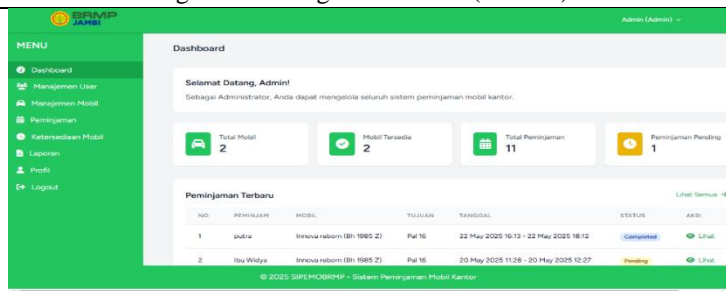 BRMP
JAMBI
Admin (Admin)
MENU
Dashboard
Manajemen User
Manajemen Mobil
Peminjaman
Ketersediaan Mobil
Laporan
Profil
Logout
Dashboard
Selamat Datang, Admin!
Sebagai Administrator, Anda dapat mengelola seluruh sistem peminjaman mobil kantor.
Total Mobil
2
Mobil Tersedia
2
Total Peminjaman
11
Peminjaman Pending
1
Peminjaman Terbaru
Lihat Semua
NO PEMINJAM MOBIL TUJUAN TANGGAL STATUS AKSI
1 putra Innova reborn (Bh 1985 Z) Pal 16 22 May 2025 16:13 - 22 May 2025 18:12 Completed Lihat
2 Ibu Widya Innova reborn (Bh 1985 Z) Pal 16 20 May 2025 11:28 - 20 May 2025 12:27 Pending Lihat
© 2025 SIPEMOBRMP - Sistem Peminjaman Mobil Kantor